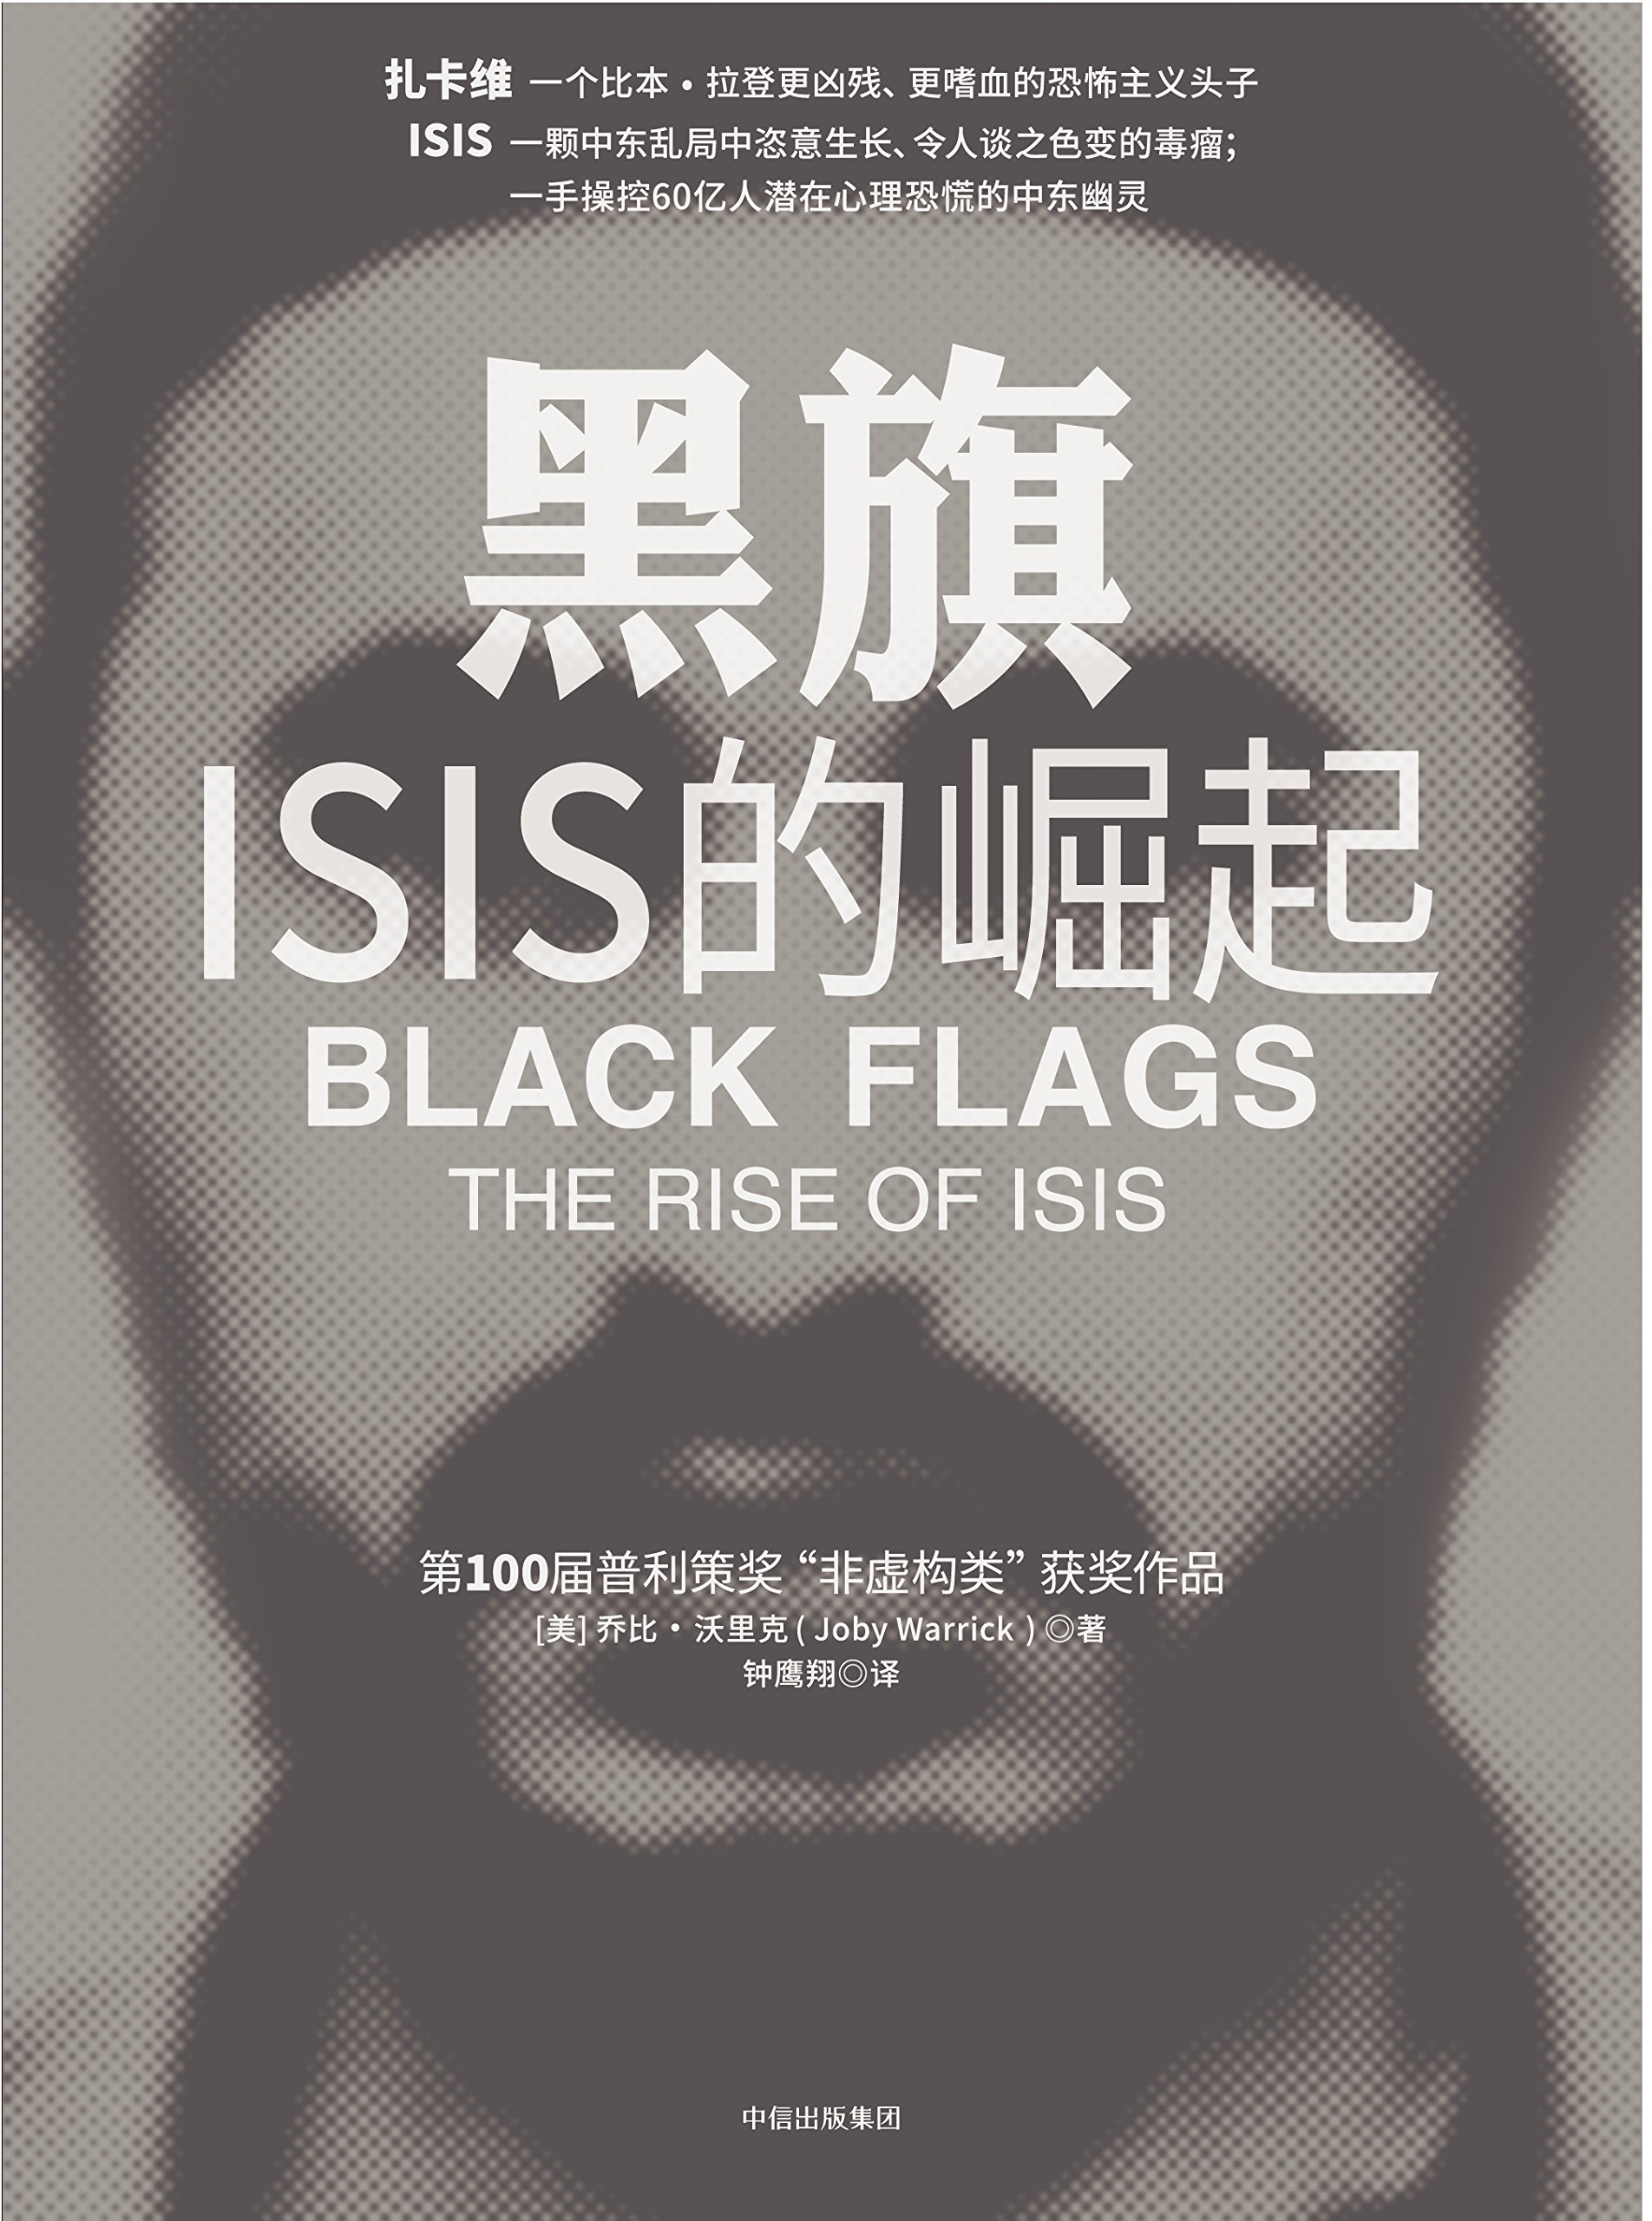 扎卡维 一个比本·拉登更凶残、更嗜血的恐怖主义头子
ISIS 一颗中东乱局中恣意生长、令人谈之色变的毒瘤；
一手操控60亿人潜在心理恐慌的中东幽灵
黑旗
ISIS的崛起
BLACK FLAGS
THE RISE OF ISIS
第100届普利策奖“非虚构类”获奖作品
[美] 乔比·沃里克 ( Joby Warrick ) ◎著
钟鹰翔◎译
中信出版集团